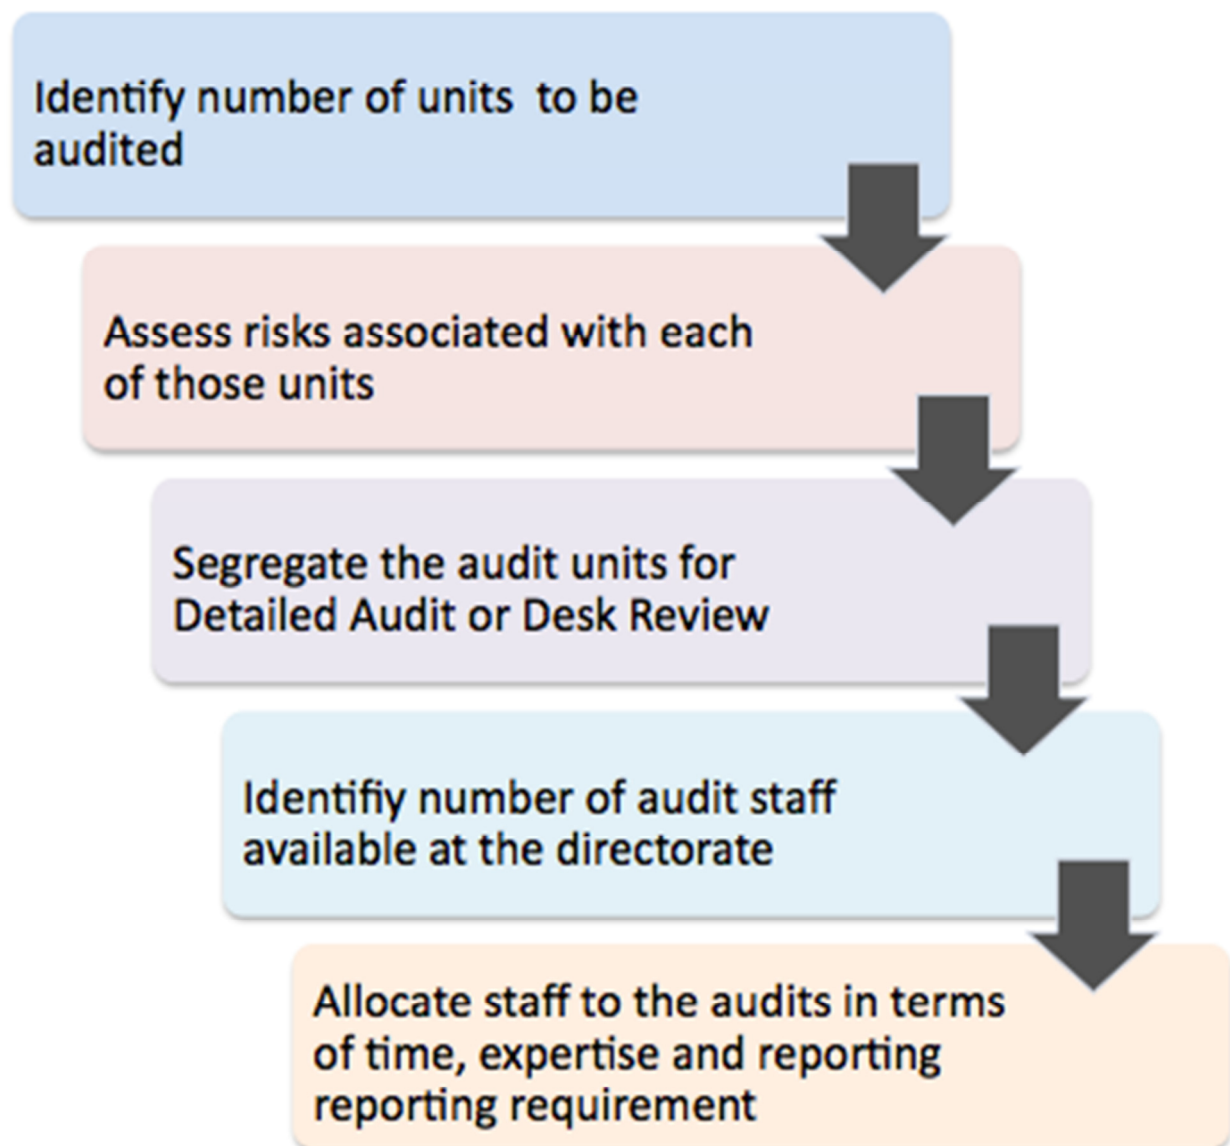 Identify number of units  to be
audited
Assess risks associated with each
of those units
Segregate the audit units for
Detailed Audit or Desk Review
Identifiy number of audit staff
available at the directorate
Allocate staff to the audits in terms
of time, expertise and reporting
reporting requirement